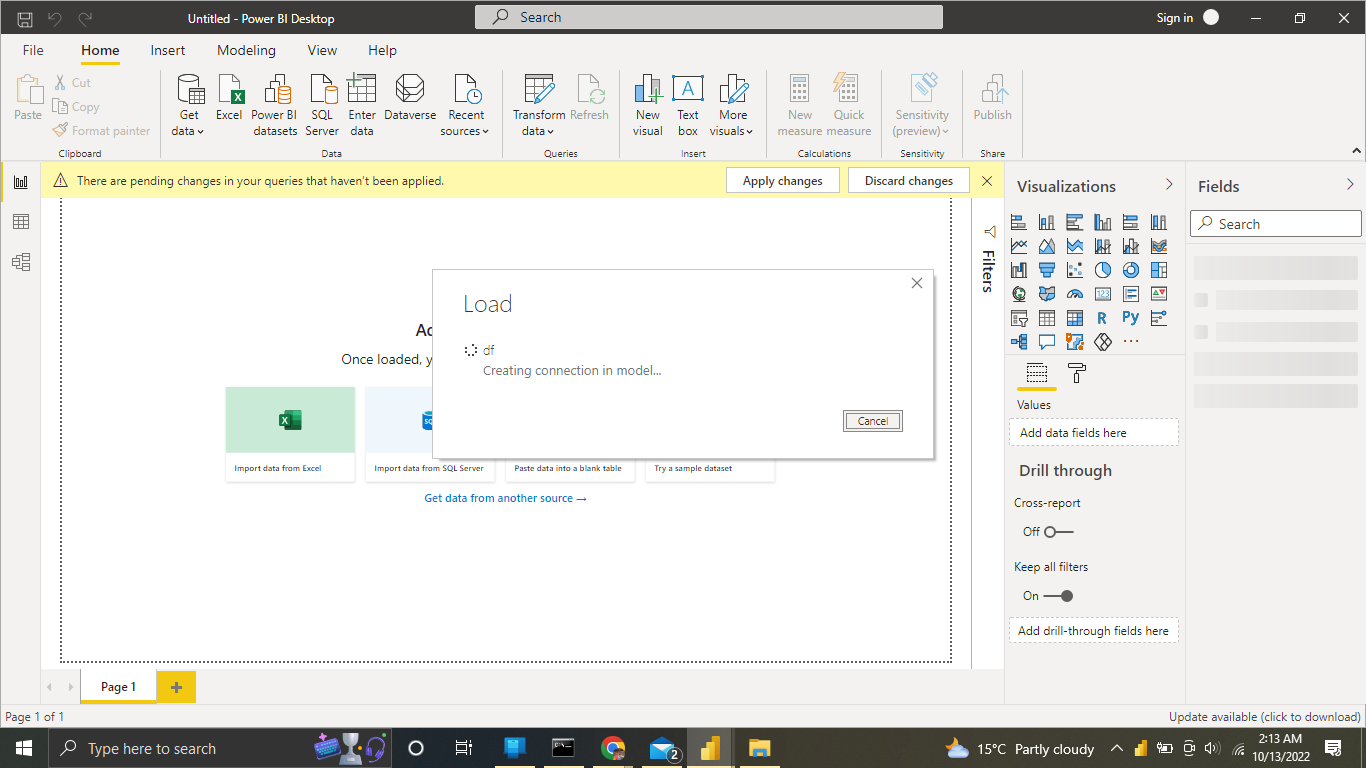 Untitled - Power BI Desktop
Search
Sign in
File Home Insert Modeling View Help
Paste
Cut
Copy
Format painter
Clipboard
Get data
Excel
Power BI datasets
SQL Server
Enter data
Dataverse
Recent sources
Data
Transform data
Refresh
Queries
New visual
Text box
More visuals
Insert
New measure
Quick measure
Calculations
Sensitivity (preview)
Sensitivity
Publish
Share
There are pending changes in your queries that haven't been applied.
Apply changes
Discard changes
Filters
Load
df
Creating connection in model...
Cancel
Once loaded, y
SQL
Import data from Excel
Import data from SQL Server
Paste data into a blank table
Try a sample dataset
Get data from another source →
Visualizations
123
R
Py
Values
Add data fields here
Drill through
Cross-report
Off
Keep all filters
On
Add drill-through fields here
Fields
Search
Page 1
Page 1 of 1
Update available (click to download)
Type here to search
2
15°C Partly cloudy
2:13 AM
10/13/2022